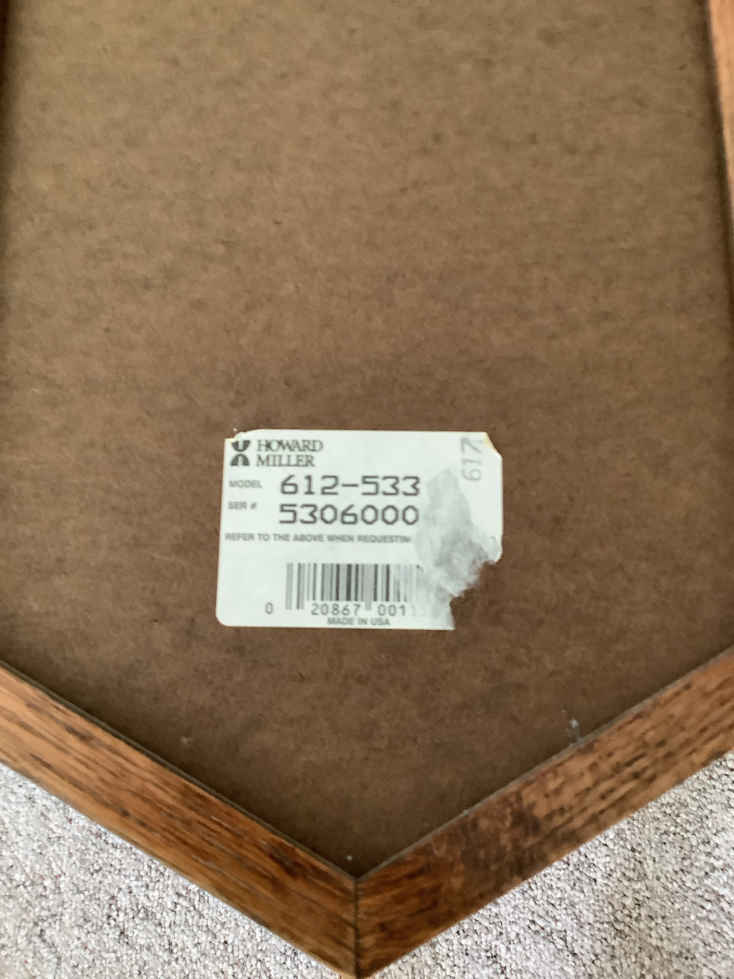 HOWARD
MILLER
MODEL 612-533
SER # 5306000
REFER TO THE ABOVE WHEN
0 20867 001
MADE IN USA
617